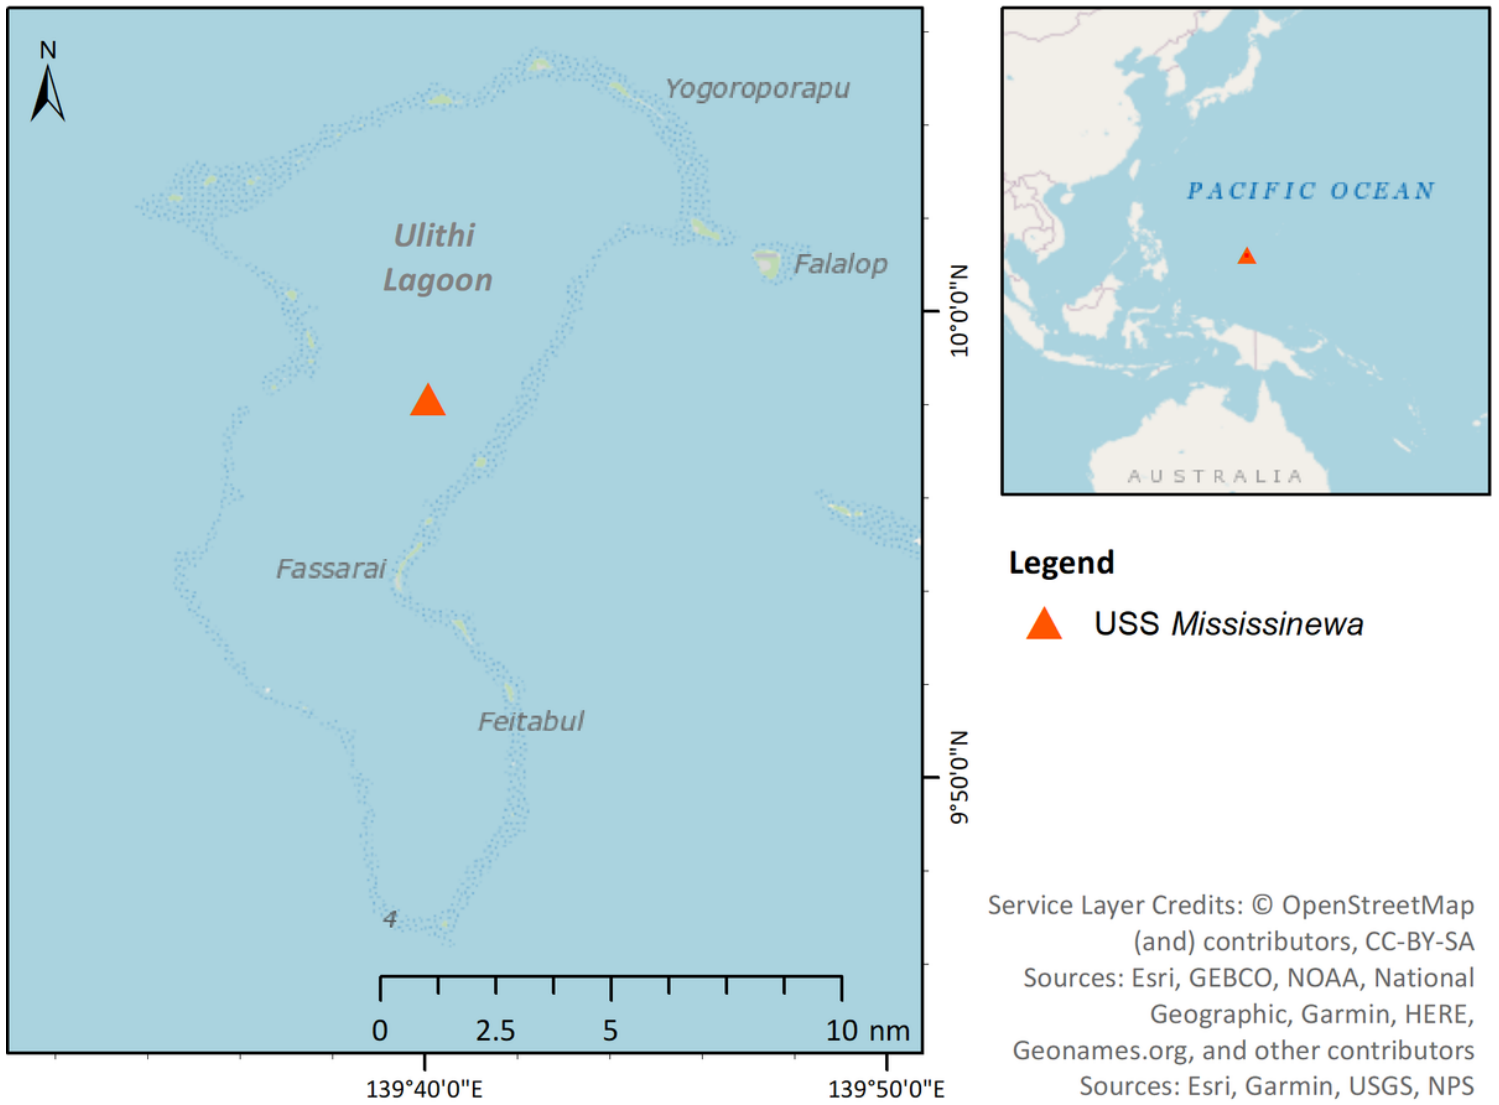 N
Yogoroporapu
Ulithi
Lagoon
Falalop
Fassarai
Feitabul
4
0 2.5 5 10 nm
139°40'0"E
139°50'0"E
10°0'0"N
9°50'0"N
PACIFIC OCEAN
AUSTRALIA
Legend
USS Mississinewa
Service Layer Credits: © OpenStreetMap
(and) contributors, CC-BY-SA
Sources: Esri, GEBCO, NOAA, National
Geographic, Garmin, HERE,
Geonames.org, and other contributors
Sources: Esri, Garmin, USGS, NPS